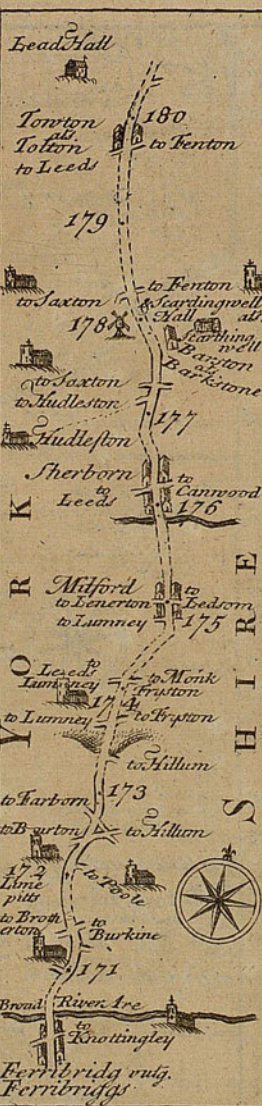 Lead Hall
Towton
als.
Tolton
to Leeds
180
to Fenton
179
to Saxton
to Fenton
& Scardingwell
Hall
als.
Scarthing
well
178
Barston
als
Barkstone
to Saxton
to Hudleston
177
Hudleston
Sherborn
to
Leeds
to
Canwood
176
YORK
SHIRE
Milford
to Lenerton
to Lumney
to
Ledsom
175
to
Leeds
Lumney
to Monk
Fryston
174
to Lumney
to Fryston
to Hillum
173
to Farborn
to Burton
to Hillum
172
Lime
pitts
to Poole
to Broth
erton
to
Burkine
171
Broad River Are
to
Knottingley
Ferribridg vulg.
Ferribriggs